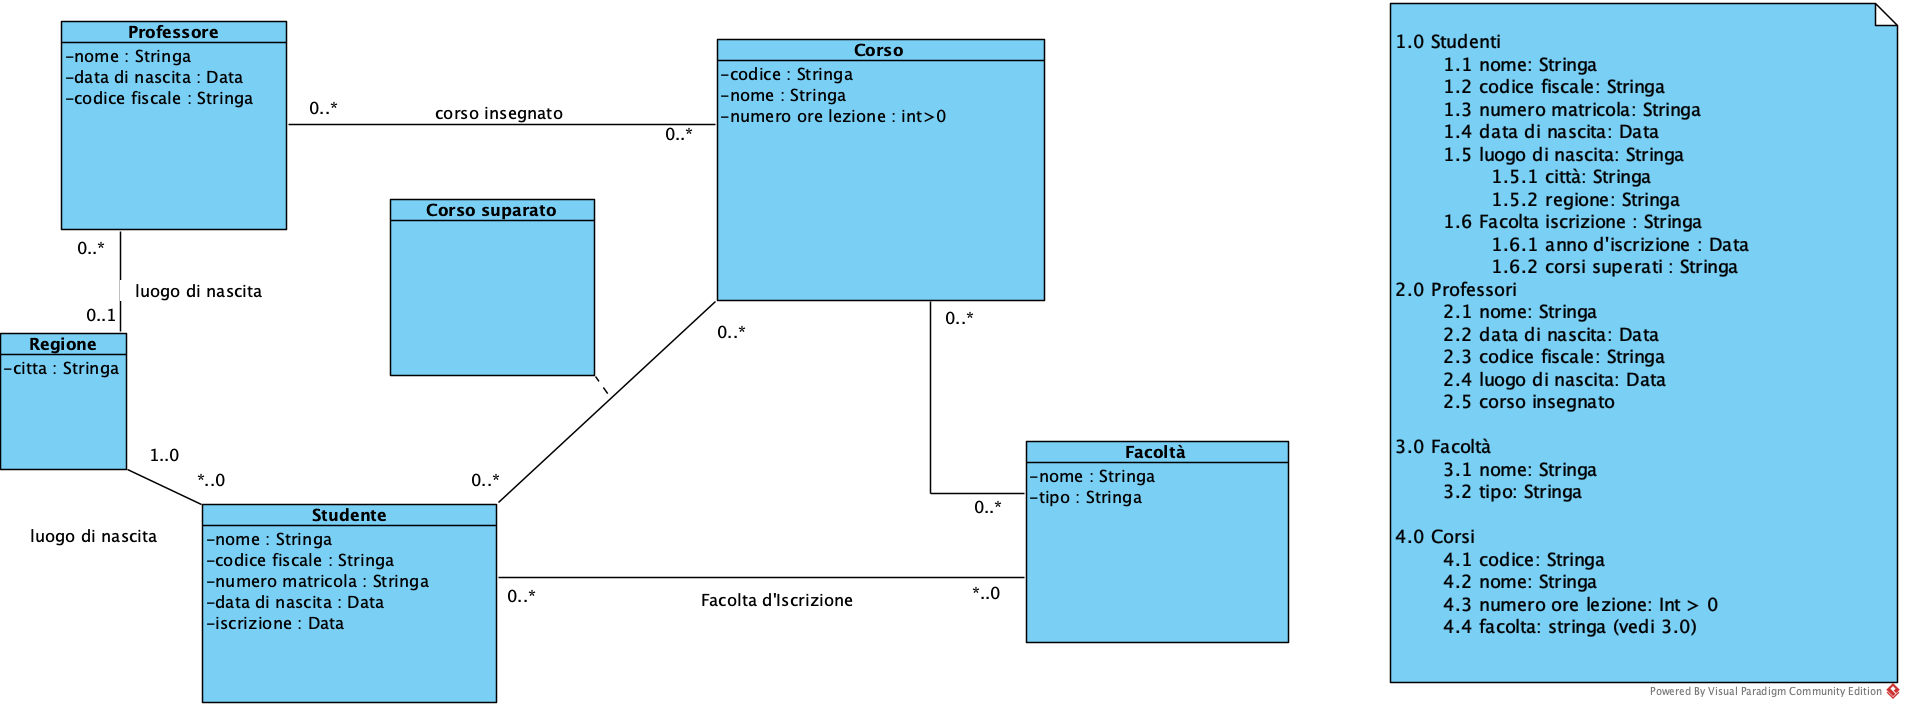 Professore
-nome : Stringa
-data di nascita : Data
-codice fiscale : Stringa
0..*
corso insegnato
0..*
Corso
-codice : Stringa
-nome : Stringa
-numero ore lezione : int>0
Corso suparato
0..*
luogo di nascita
0..1
Regione
-citta : Stringa
0..*
0..*
1..0
*..0
0..*
luogo di nascita
Studente
-nome : Stringa
-codice fiscale : Stringa
-numero matricola : Stringa
-data di nascita : Data
-iscrizione : Data
Facoltà
-nome : Stringa
-tipo : Stringa
0..*
0..*
Facolta d'Iscrizione
*..0
1.0 Studenti
1.1 nome: Stringa
1.2 codice fiscale: Stringa
1.3 numero matricola: Stringa
1.4 data di nascita: Data
1.5 luogo di nascita: Stringa
1.5.1 città: Stringa
1.5.2 regione: Stringa
1.6 Facolta iscrizione : Stringa
1.6.1 anno d'iscrizione : Data
1.6.2 corsi superati : Stringa
2.0 Professori
2.1 nome: Stringa
2.2 data di nascita: Data
2.3 codice fiscale: Stringa
2.4 luogo di nascita: Data
2.5 corso insegnato
3.0 Facoltà
3.1 nome: Stringa
3.2 tipo: Stringa
4.0 Corsi
4.1 codice: Stringa
4.2 nome: Stringa
4.3 numero ore lezione: Int > 0
4.4 facolta: stringa (vedi 3.0)
Powered By Visual Paradigm Community Edition